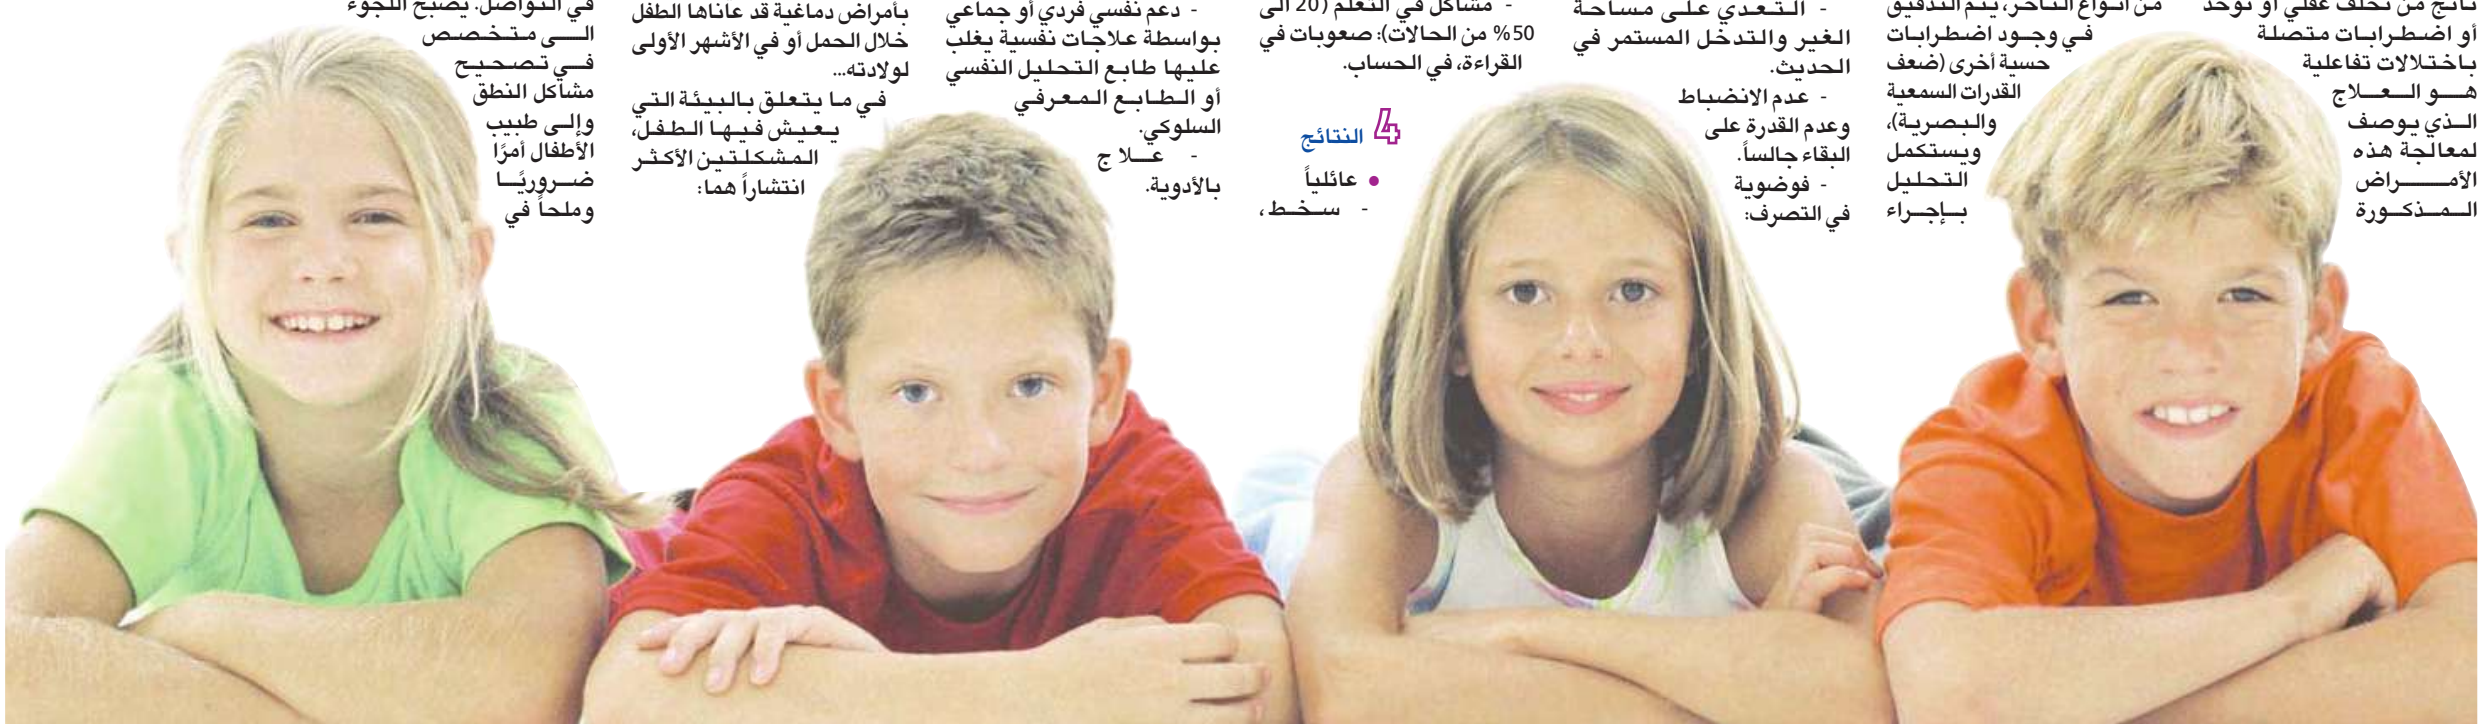 ناتج من تخلف عقلي أو توحد
أو اضطرابات متصلة
باختلالات تفاعلية
هو العلاج
الذي يوصف
لمعالجة هذه
الأمراض
المذكورة
من أنواع التأخر، يتم التدقيق
في وجود اضطرابات
حسية أخرى (ضعف
القدرات السمعية
والبصرية)،
ويستكمل
التحليل
بإجراء
- التعدي على مساحة
الغير والتدخل المستمر في
الحديث.
- عدم الانضباط
وعدم القدرة على
البقاء جالساً.
- فوضوية
في التصرف:
- مشاكل في التعلم (20 الى
50% من الحالات): صعوبات في
القراءة، في الحساب.
4 النتائج
• عائلياً
- سخط،
- دعم نفسي فردي أو جماعي
بواسطة علاجات نفسية يغلب
عليها طابع التحليل النفسي
أو الطابع المعرفي
السلوكي.
- علاج
بالأدوية.
بأمراض دماغية قد عاناها الطفل
خلال الحمل أو في الأشهر الأولى
لولادته...
في ما يتعلق بالبيئة التي
يعيش فيها الطفل،
المشكلتين الأكثر
انتشاراً هما:
في التواصل. يصبح اللجوء
الى متخصص
في تصحيح
مشاكل النطق
وإلى طبيب
الأطفال أمرًا
ضروريًا
وملحاً في